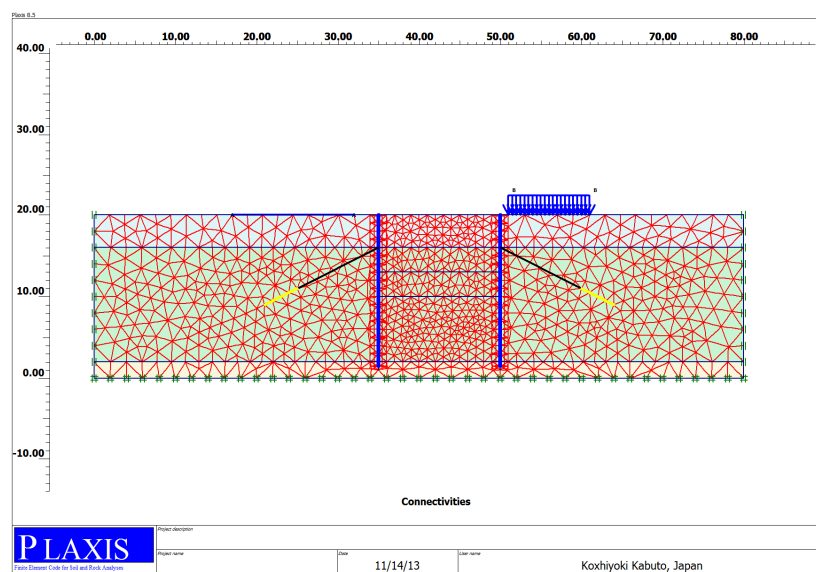 Plaxis 8.5
0.00 10.00 20.00 30.00 40.00 50.00 60.00 70.00 80.00
40.00
30.00
B B
20.00
10.00
0.00
-10.00
Connectivities
PLAXIS
Finite Element Code for Soil and Rock Analyses
Project description
Project name
Date
11/14/13
User name
Koxhiyoki Kabuto, Japan